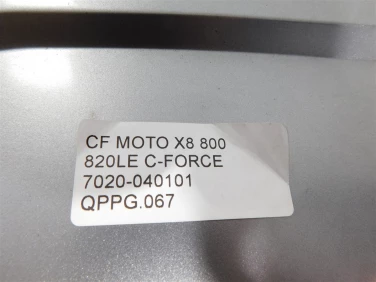 CF MOTO X8 800
820LE C-FORCE
7020-040101
QPPG.067